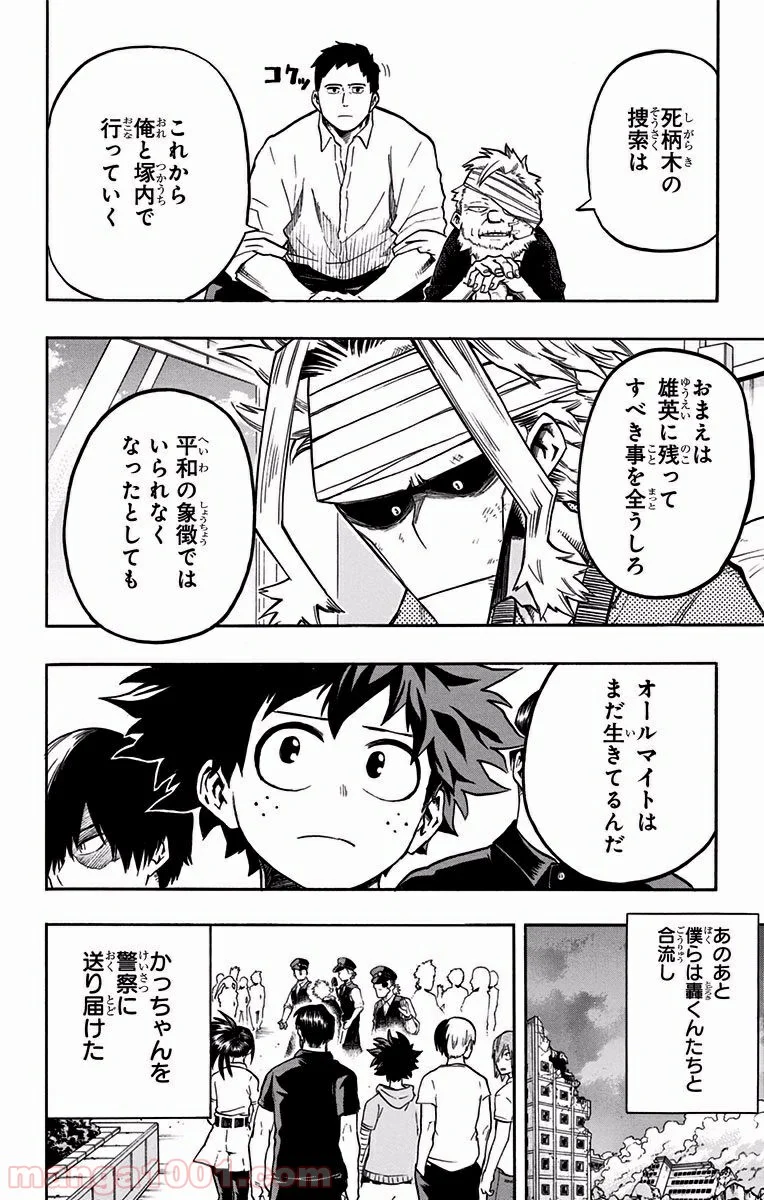 死柄木の
捜索は
コクッ
これから
俺と塚内で
行っていく
おまえは
雄英に残って
すべき事を全うしろ
平和の象徴では
いられなく
なったとしても
オールマイトは
まだ生きてるんだ
あのあと
僕らは轟くんたちと
合流し
かっちゃんを
警察に
送り届けた
manga1001.com